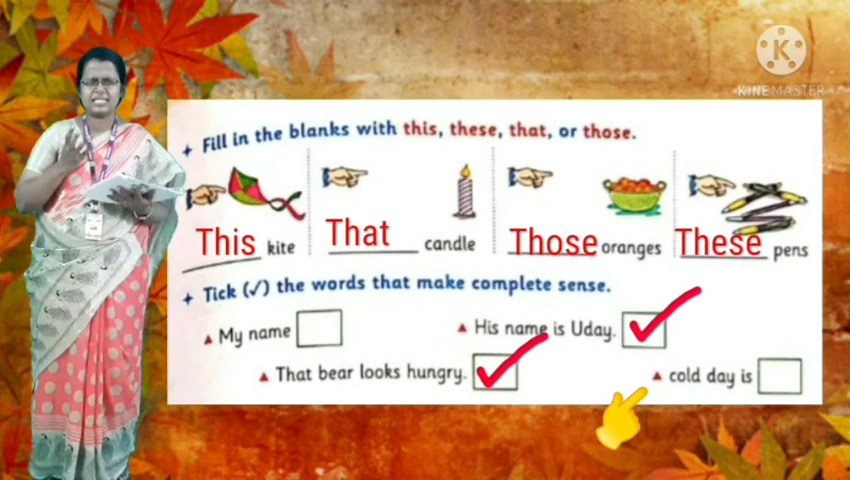 KINEMASTER
+ Fill in the blanks with this, these, that, or those.
This kite That candle Those oranges These pens
+ Tick (✓) the words that make complete sense.
▲ My name ▲ His name is Uday. ✓
▲ That bear looks hungry. ✓ ▲ cold day is